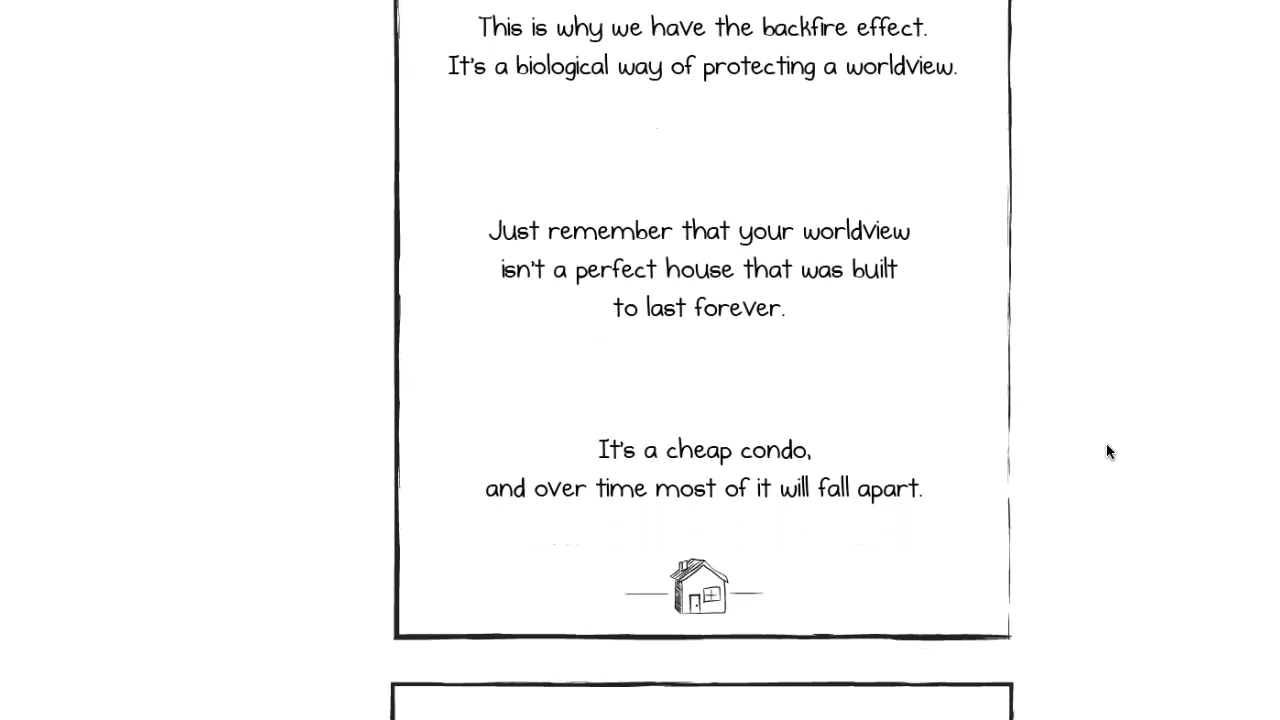 This is why we have the backfire effect.
It's a biological way of protecting a worldview.
Just remember that your worldview
isn't a perfect house that was built
to last forever.
It's a cheap condo,
and over time most of it will fall apart.